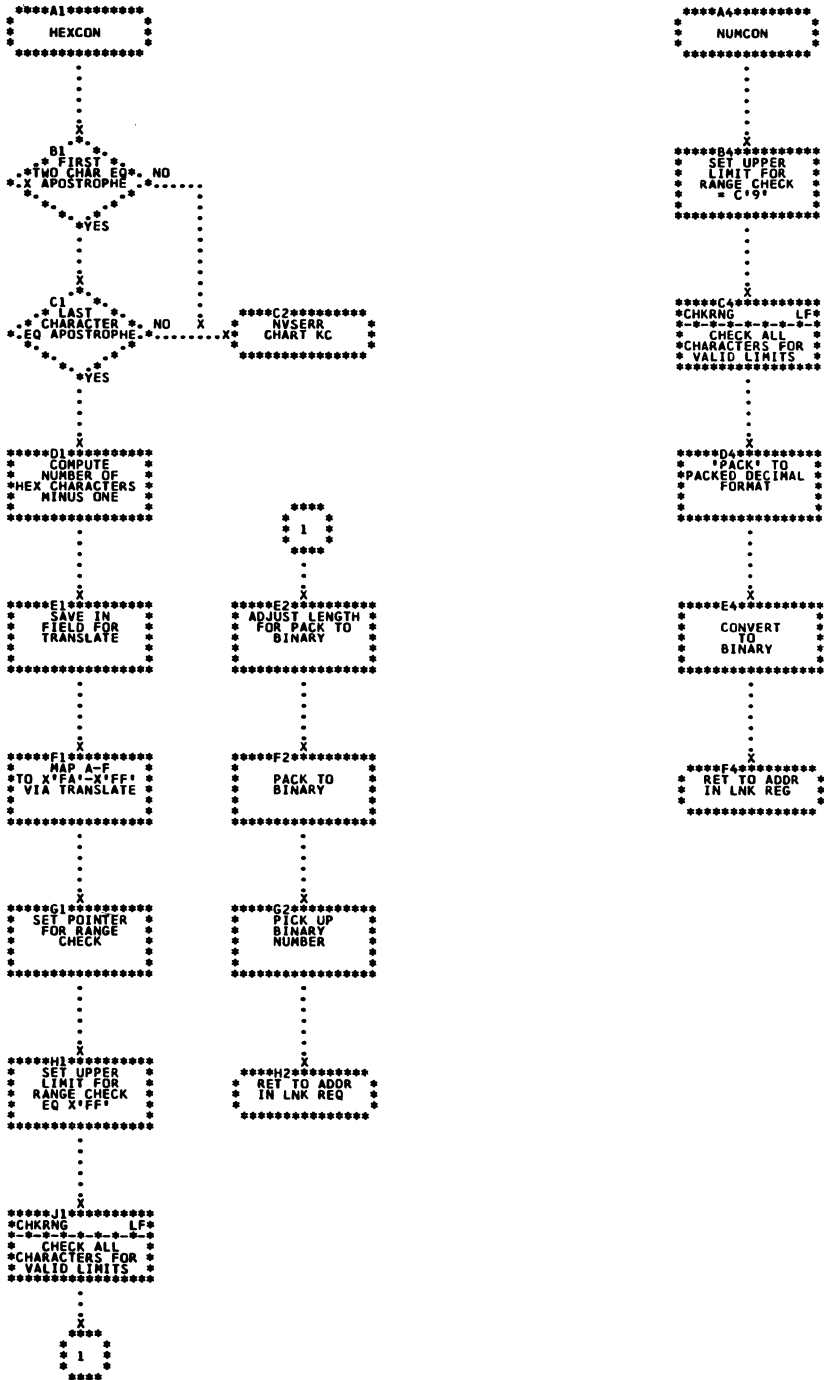 A1
HEXCON
B1
FIRST
TWO CHAR EQ
X APOSTROPHE
NO
YES
C1
LAST
CHARACTER
EQ APOSTROPHE
NO
X
YES
C2
NVSERR
CHART KC
D1
COMPUTE
NUMBER OF
HEX CHARACTERS
MINUS ONE
E1
SAVE IN
FIELD FOR
TRANSLATE
F1
MAP A-F
TO X'FA'-X'FF'
VIA TRANSLATE
G1
SET POINTER
FOR RANGE
CHECK
H1
SET UPPER
LIMIT FOR
RANGE CHECK
EQ X'FF'
J1
CHKRNG LF
CHECK ALL
CHARACTERS FOR
VALID LIMITS
1
1
E2
ADJUST LENGTH
FOR PACK TO
BINARY
F2
PACK TO
BINARY
G2
PICK UP
BINARY
NUMBER
H2
RET TO ADDR
IN LNK REQ
A4
NUMCON
B4
SET UPPER
LIMIT FOR
RANGE CHECK
= C'9'
C4
CHKRNG LF
CHECK ALL
CHARACTERS FOR
VALID LIMITS
D4
'PACK' TO
PACKED DECIMAL
FORMAT
E4
CONVERT
TO
BINARY
F4
RET TO ADDR
IN LNK REG